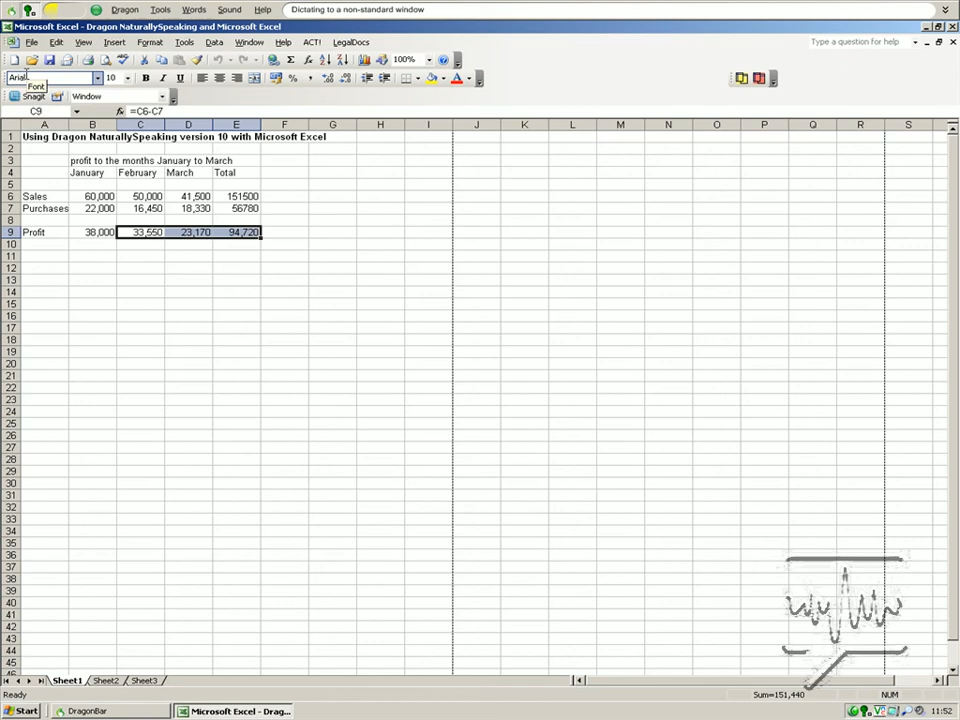 Dragon Tools Words Sound Help Dictating to a non-standard window
Microsoft Excel - Dragon NaturallySpeaking and Microsoft Excel
File Edit View Insert Format Tools Data Window Help ACT! LegalDocs Type a question for help
100%
Arial 10 B I U
Font
SnagIt Window
C9 fx =C6-C7
A B C D E F G H I J K L M N O P Q R S
1 Using Dragon NaturallySpeaking version 10 with Microsoft Excel
2
3 profit to the months January to March
4 January February March Total
5
6 Sales 60,000 50,000 41,500 151500
7 Purchases 22,000 16,450 18,330 56780
8
9 Profit 38,000 33,550 23,170 94,720
10
11
12
13
14
15
16
17
18
19
20
21
22
23
24
25
26
27
28
29
30
31
32
33
34
35
36
37
38
39
40
41
42
43
44
45
Sheet1 Sheet2 Sheet3
Ready Sum=151,440 NUM
Start DragonBar Microsoft Excel - Drag... 11:52